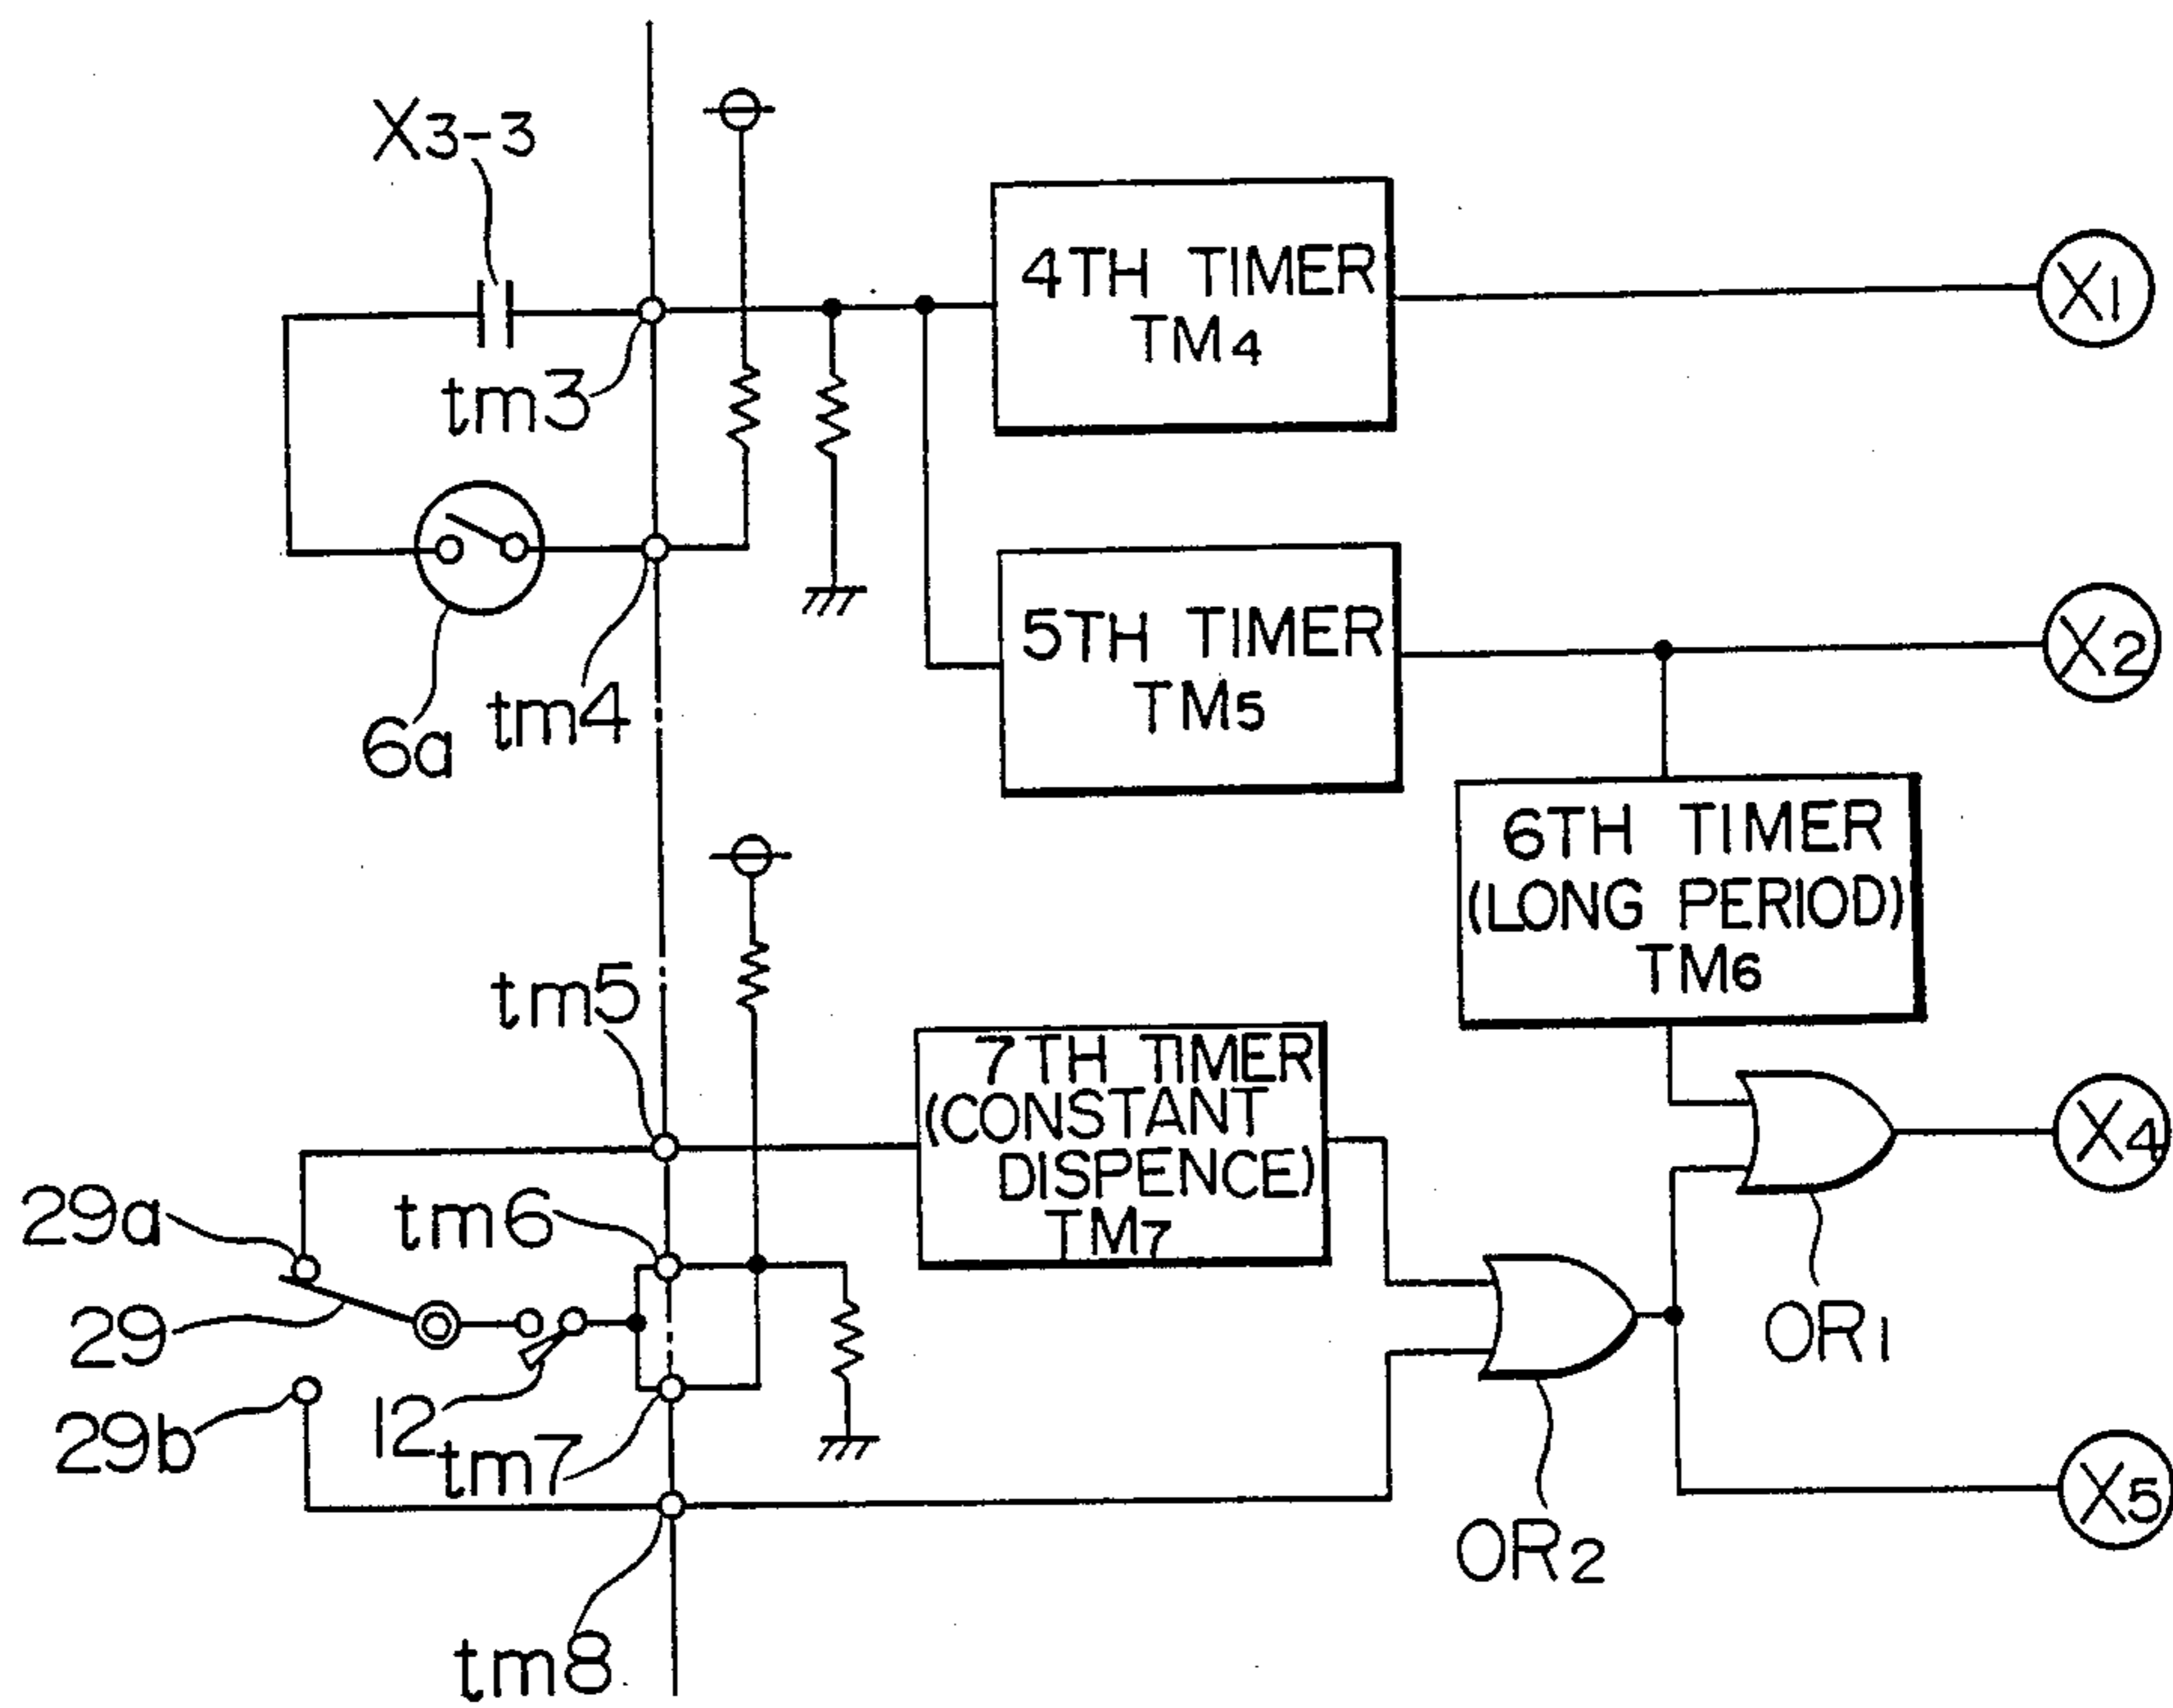 X3-3
4TH TIMER
TM4
X1
tm3
5TH TIMER
TM5
X2
tm4
6a
6TH TIMER
(LONG PERIOD)
TM6
tm5
7TH TIMER
(CONSTANT
DISPENCE)
TM7
X4
29a
tm6
29
OR1
12
29b
tm7
X5
OR2
tm8